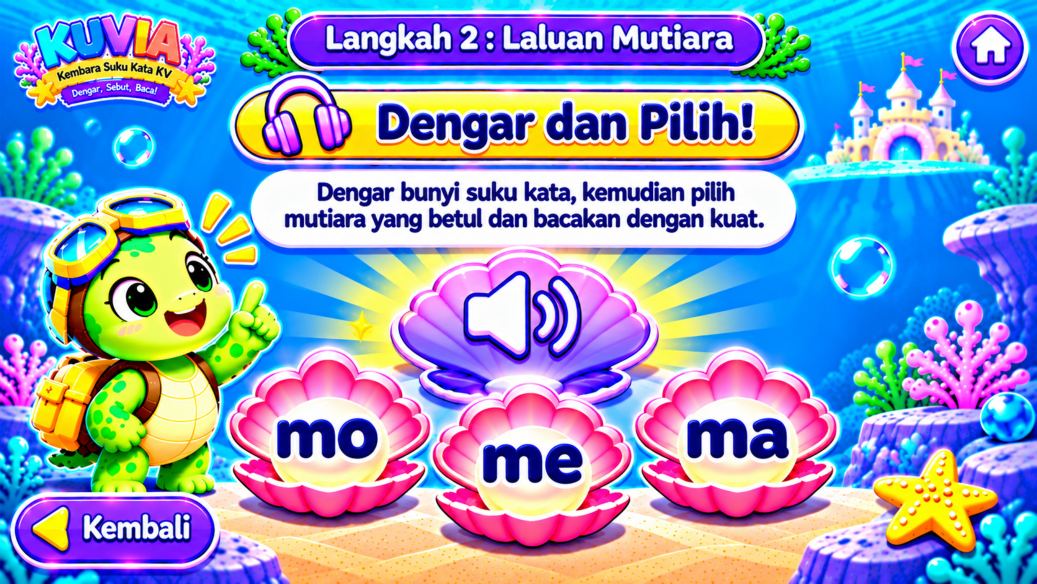 KUVIA
Kembara Suku Kata KV
Dengar, Sebut, Baca!
Langkah 2 : Laluan Mutiara
Dengar dan Pilih!
Dengar bunyi suku kata, kemudian pilih
mutiara yang betul dan bacakan dengan kuat.
mo
me
ma
Kembali